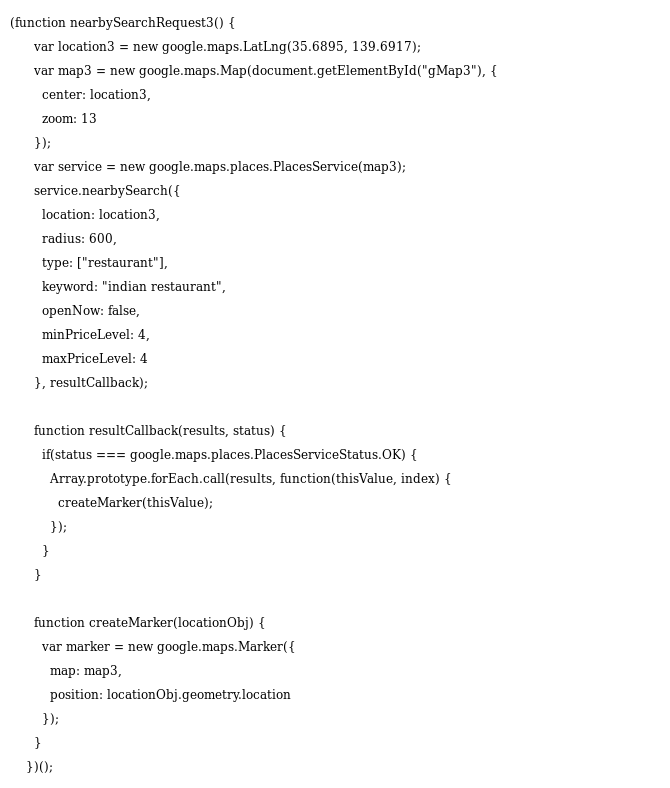 (function nearbySearchRequest3() {
var location3 = new google.maps.LatLng(35.6895, 139.6917);
var map3 = new google.maps.Map(document.getElementById("gMap3"), {
center: location3,
zoom: 13
});
var service = new google.maps.places.PlacesService(map3);
service.nearbySearch({
location: location3,
radius: 600,
type: ["restaurant"],
keyword: "indian restaurant",
openNow: false,
minPriceLevel: 4,
maxPriceLevel: 4
}, resultCallback);
function resultCallback(results, status) {
if(status === google.maps.places.PlacesServiceStatus.OK) {
Array.prototype.forEach.call(results, function(thisValue, index) {
createMarker(thisValue);
});
}
}
function createMarker(locationObj) {
var marker = new google.maps.Marker({
map: map3,
position: locationObj.geometry.location
});
}
})();